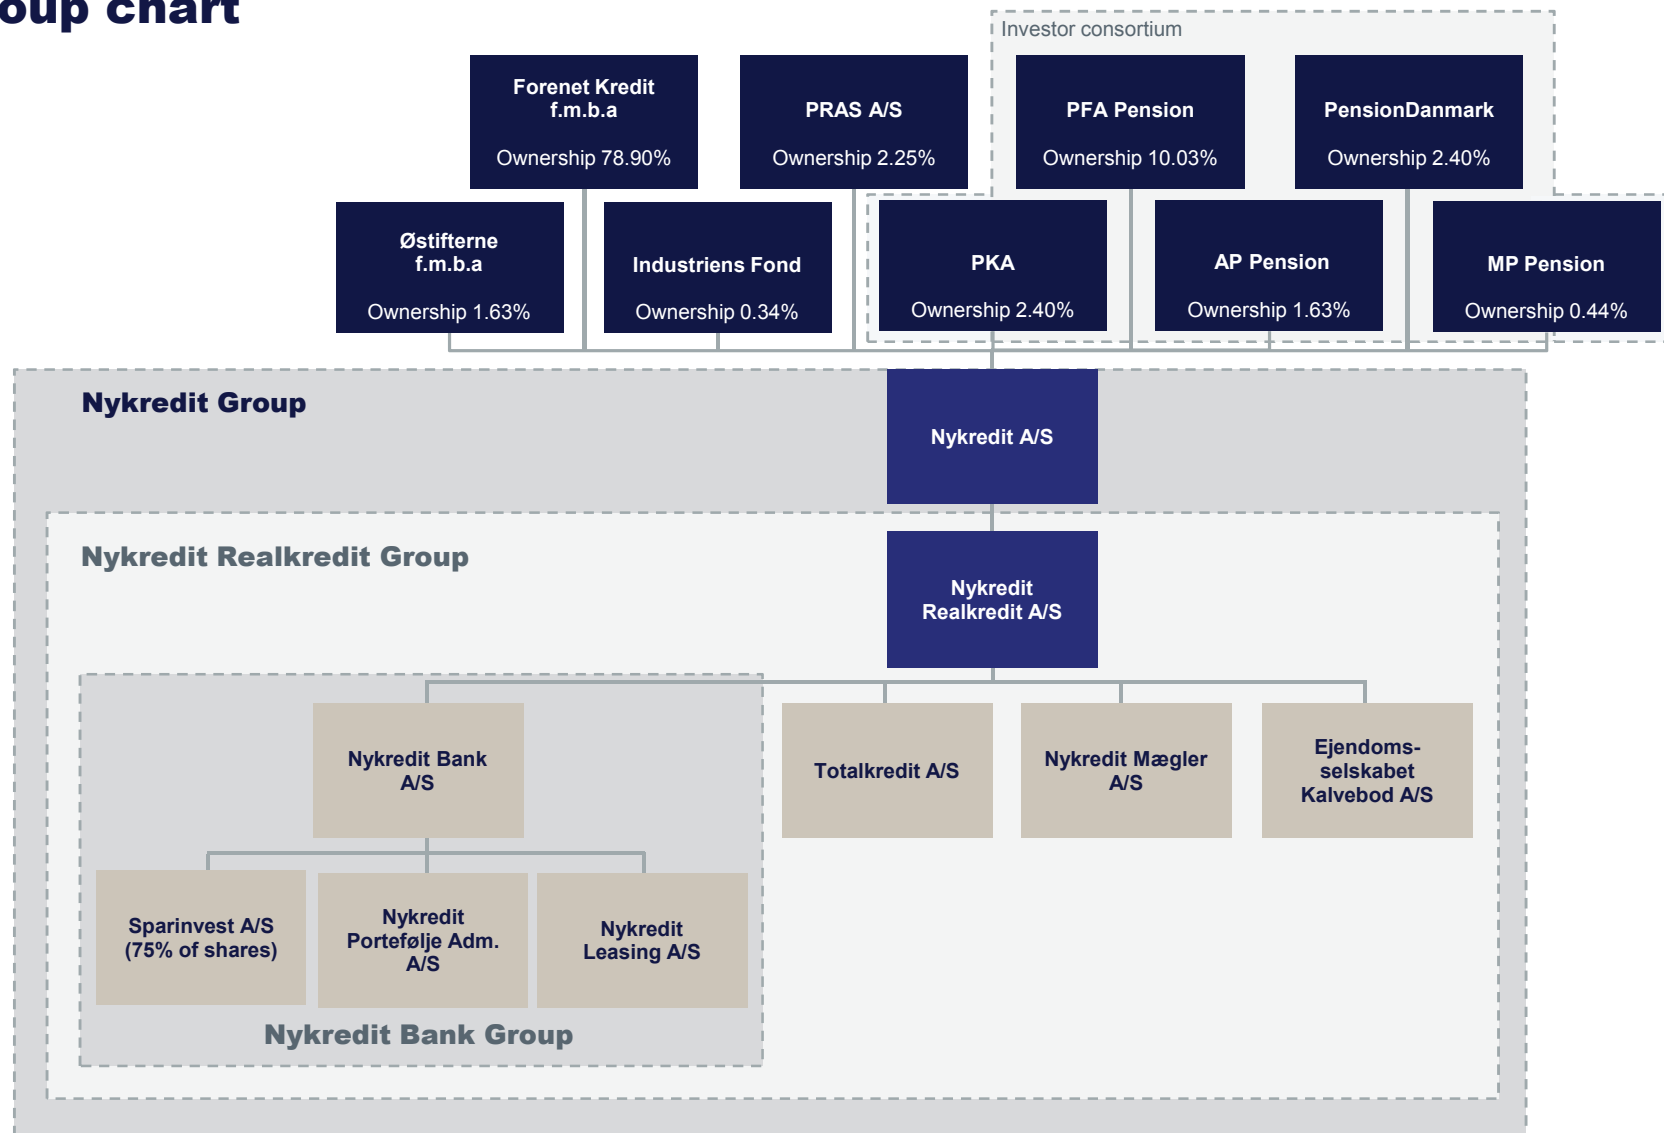 oup chart
Investor consortium
Forenet Kredit
f.m.b.a
Ownership 78.90%
PRAS A/S
Ownership 2.25%
PFA Pension
Ownership 10.03%
PensionDanmark
Ownership 2.40%
Østifterne
f.m.b.a
Ownership 1.63%
Industriens Fond
Ownership 0.34%
PKA
Ownership 2.40%
AP Pension
Ownership 1.63%
MP Pension
Ownership 0.44%
Nykredit Group
Nykredit A/S
Nykredit Realkredit Group
Nykredit
Realkredit A/S
Nykredit Bank
A/S
Totalkredit A/S
Nykredit Mægler
A/S
Ejendoms-
selskabet
Kalvebod A/S
Sparinvest A/S
(75% of shares)
Nykredit
Portefølje Adm.
A/S
Nykredit
Leasing A/S
Nykredit Bank Group